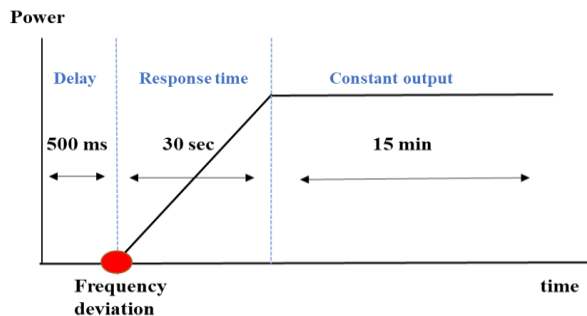 Power
Delay
Response time
Constant output
500 ms
30 sec
15 min
Frequency
deviation
time